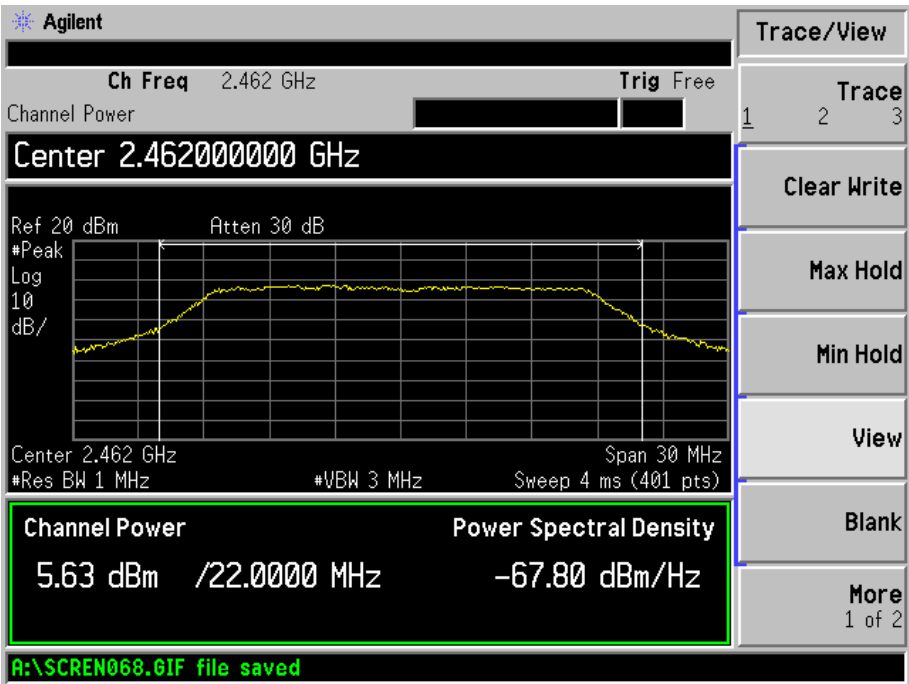 Agilent
Trace/View
Ch Freq 2.462 GHz Trig Free
Channel Power
Center 2.462000000 GHz
Ref 20 dBm Atten 30 dB
#Peak
Log
10
dB/
Center 2.462 GHz Span 30 MHz
#Res BW 1 MHz #VBW 3 MHz Sweep 4 ms (401 pts)
Channel Power Power Spectral Density
5.63 dBm /22.0000 MHz -67.80 dBm/Hz
A:\SCREN068.GIF file saved
Trace
1 2 3
Clear Write
Max Hold
Min Hold
View
Blank
More
1 of 2